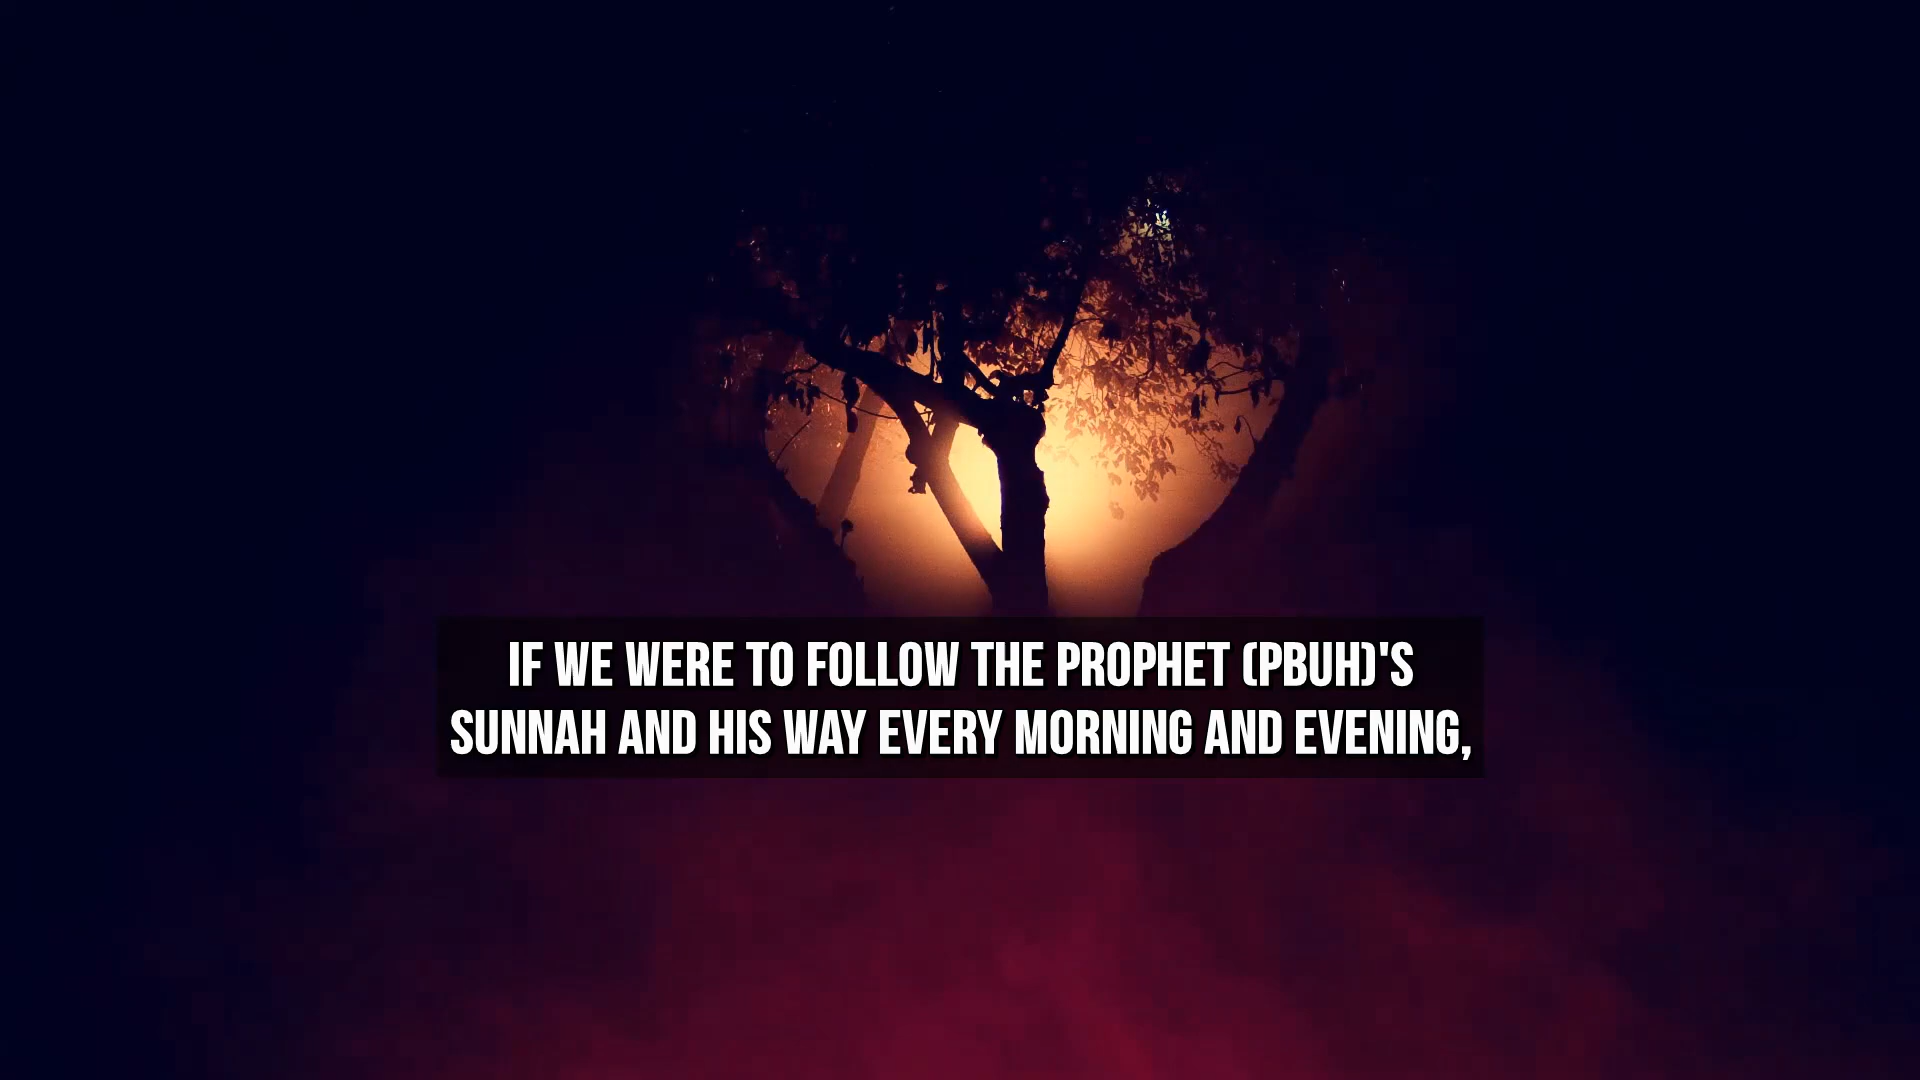 IF WE WERE TO FOLLOW THE PROPHET (PBUH)'S
SUNNAH AND HIS WAY EVERY MORNING AND EVENING,